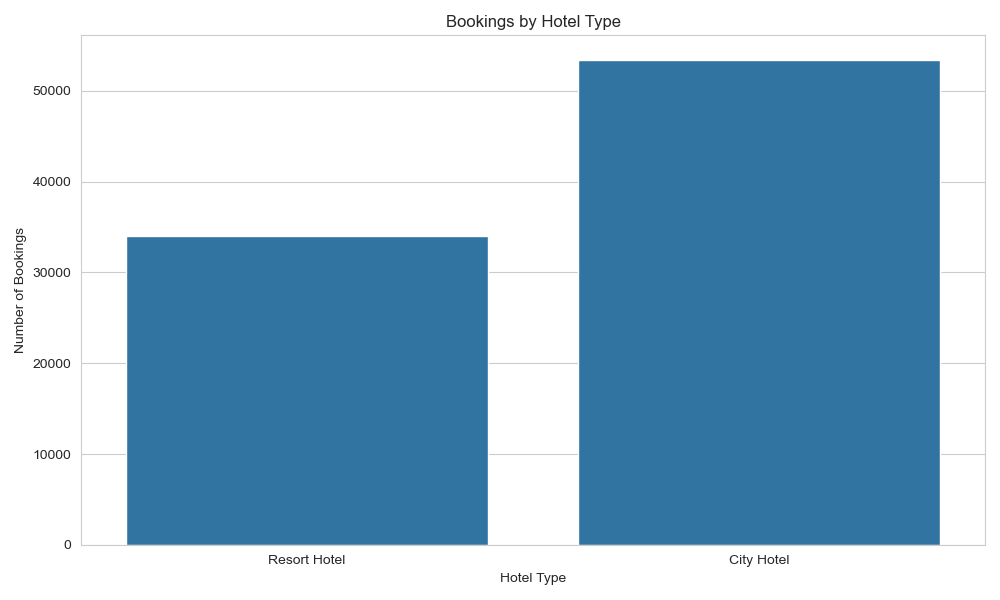 Bookings by Hotel Type
Number of Bookings
50000
40000
30000
20000
10000
0
Resort Hotel
City Hotel
Hotel Type